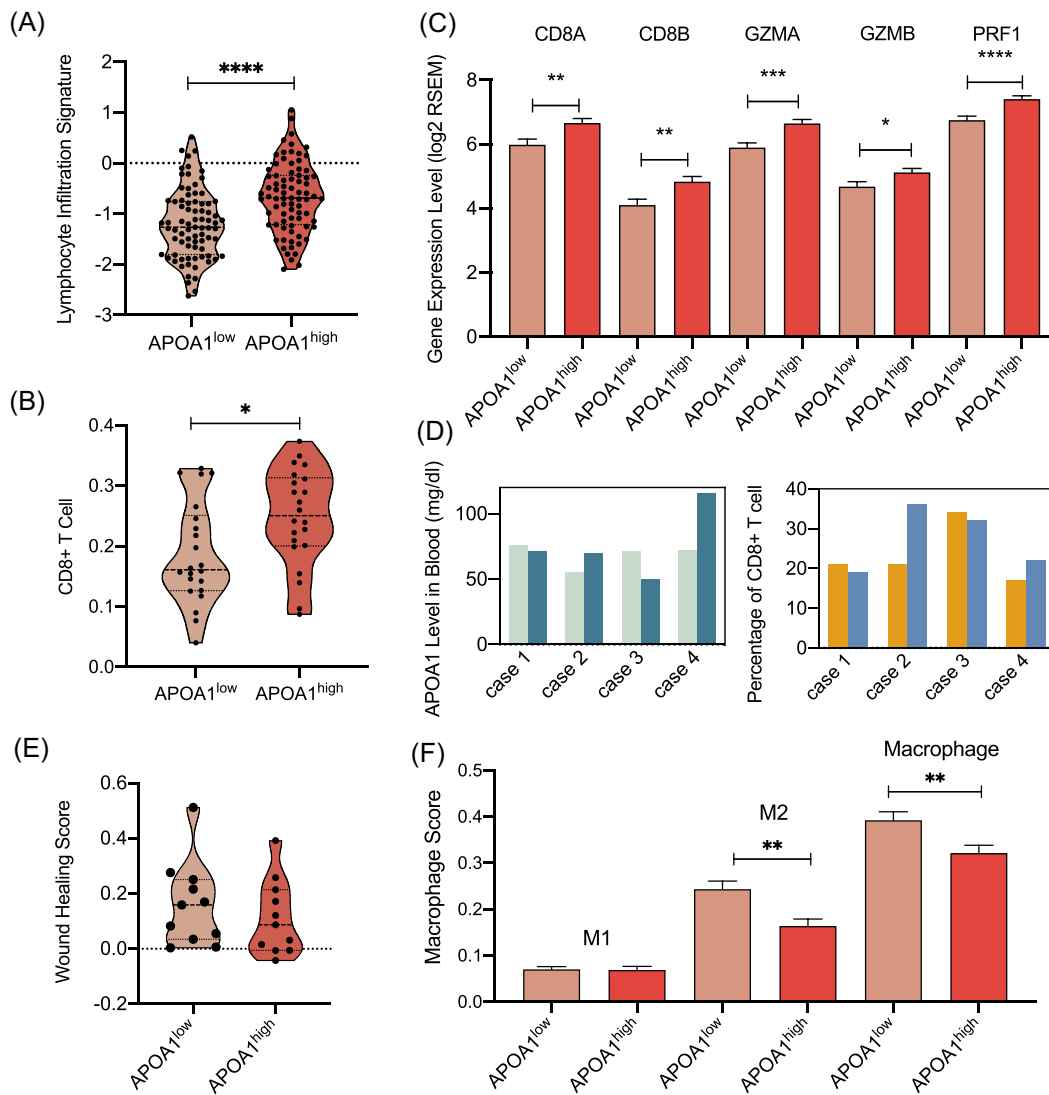 (A)
Lymphocyte Infiltration Signature
2
1
0
-1
-2
-3
****
APOA1low APOA1high
(B)
CD8+ T Cell
0.4
0.3
0.2
0.1
0.0
*
APOA1low APOA1high
(C)
CD8A CD8B GZMA GZMB PRF1
Gene Expression Level (log2 RSEM)
8
6
4
2
0
** ** *** * ****
APOA1low APOA1high APOA1low APOA1high APOA1low APOA1high APOA1low APOA1high APOA1low APOA1high
(D)
APOA1 Level in Blood (mg/dl)
100
50
0
case 1 case 2 case 3 case 4
Percentage of CD8+ T cell
40
30
20
10
0
case 1 case 2 case 3 case 4
(E)
Wound Healing Score
0.6
0.4
0.2
0.0
-0.2
APOA1low APOA1high
(F)
Macrophage Score
0.5
0.4
0.3
0.2
0.1
0.0
M1
M2
**
Macrophage
**
APOA1low APOA1high APOA1low APOA1high APOA1low APOA1high